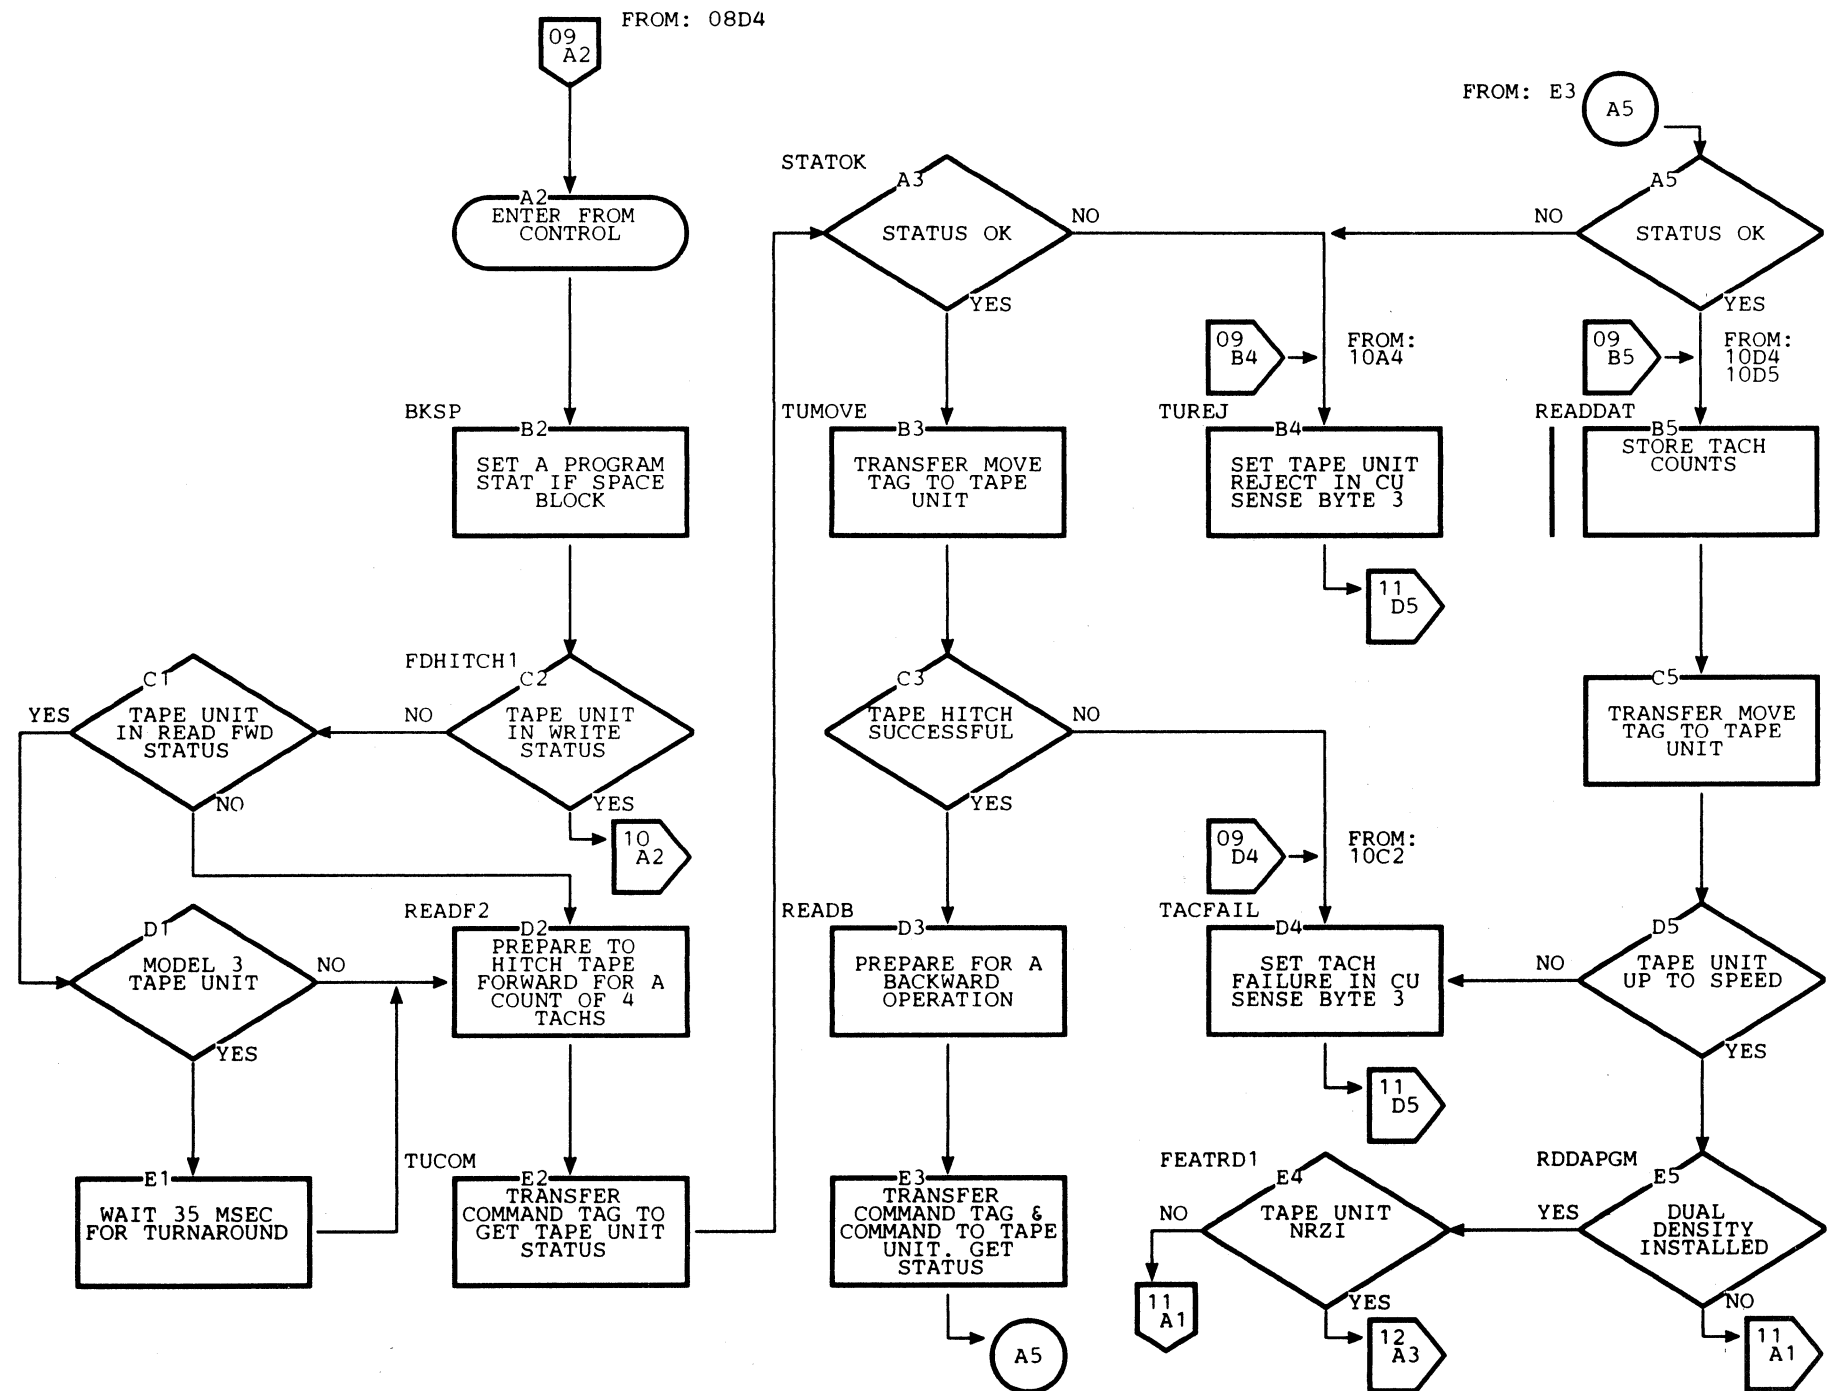 FROM: 08D4
09
A2
A2
ENTER FROM
CONTROL
BKSP
B2
SET A PROGRAM
STAT IF SPACE
BLOCK
FDHITCH1
C2
TAPE UNIT
IN WRITE
STATUS
NO
YES
10
A2
C1
TAPE UNIT
IN READ FWD
STATUS
YES
NO
D1
MODEL 3
TAPE UNIT
NO
YES
E1
WAIT 35 MSEC
FOR TURNAROUND
READF2
D2
PREPARE TO
HITCH TAPE
FORWARD FOR A
COUNT OF 4
TACHS
TUCOM
E2
TRANSFER
COMMAND TAG TO
GET TAPE UNIT
STATUS
STATOK
A3
STATUS OK
NO
YES
TUMOVE
B3
TRANSFER MOVE
TAG TO TAPE
UNIT
C3
TAPE HITCH
SUCCESSFUL
NO
YES
READB
D3
PREPARE FOR A
BACKWARD
OPERATION
E3
TRANSFER
COMMAND TAG &
COMMAND TO TAPE
UNIT. GET
STATUS
A5
09
B4
FROM:
10A4
TUREJ
B4
SET TAPE UNIT
REJECT IN CU
SENSE BYTE 3
11
D5
09
D4
FROM:
10C2
TACFAIL
D4
SET TACH
FAILURE IN CU
SENSE BYTE 3
11
D5
FEATRD1
E4
TAPE UNIT
NRZI
NO
11
A1
YES
12
A3
FROM: E3
A5
A5
STATUS OK
NO
YES
09
B5
FROM:
10D4
10D5
READDAT
B5
STORE TACH
COUNTS
C5
TRANSFER MOVE
TAG TO TAPE
UNIT
D5
TAPE UNIT
UP TO SPEED
NO
YES
RDDAPGM
E5
DUAL
DENSITY
INSTALLED
YES
NO
11
A1